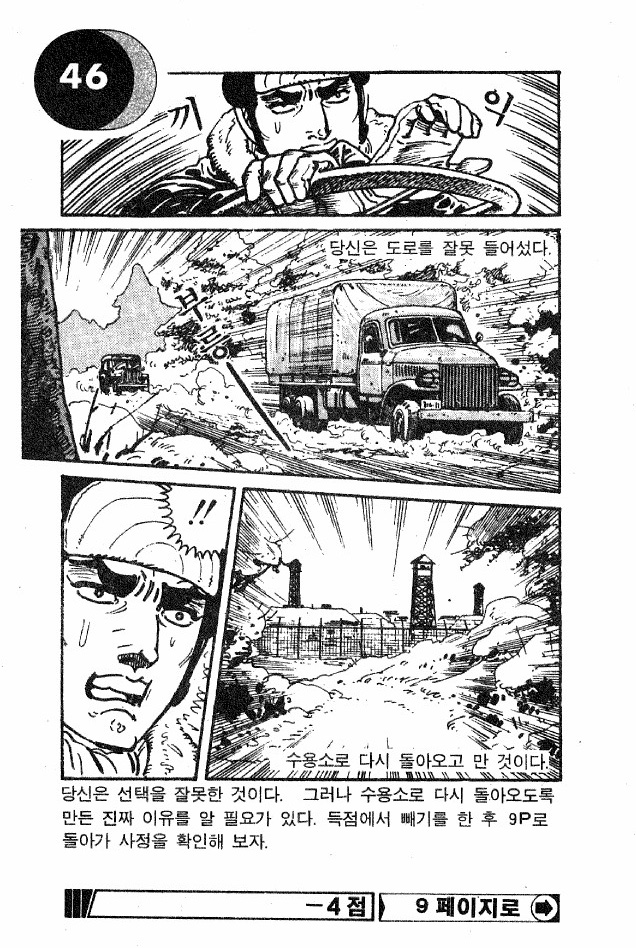 46
끼 익
당신은 도로를 잘못 들어섰다.
부릉
!!
수용소로 다시 돌아오고 만 것이다.
당신은 선택을 잘못한 것이다. 그러나 수용소로 다시 돌아오도록
만든 진짜 이유를 알 필요가 있다. 득점에서 빼기를 한 후 9P로
돌아가 사정을 확인해 보자.
－4점 9 페이지로